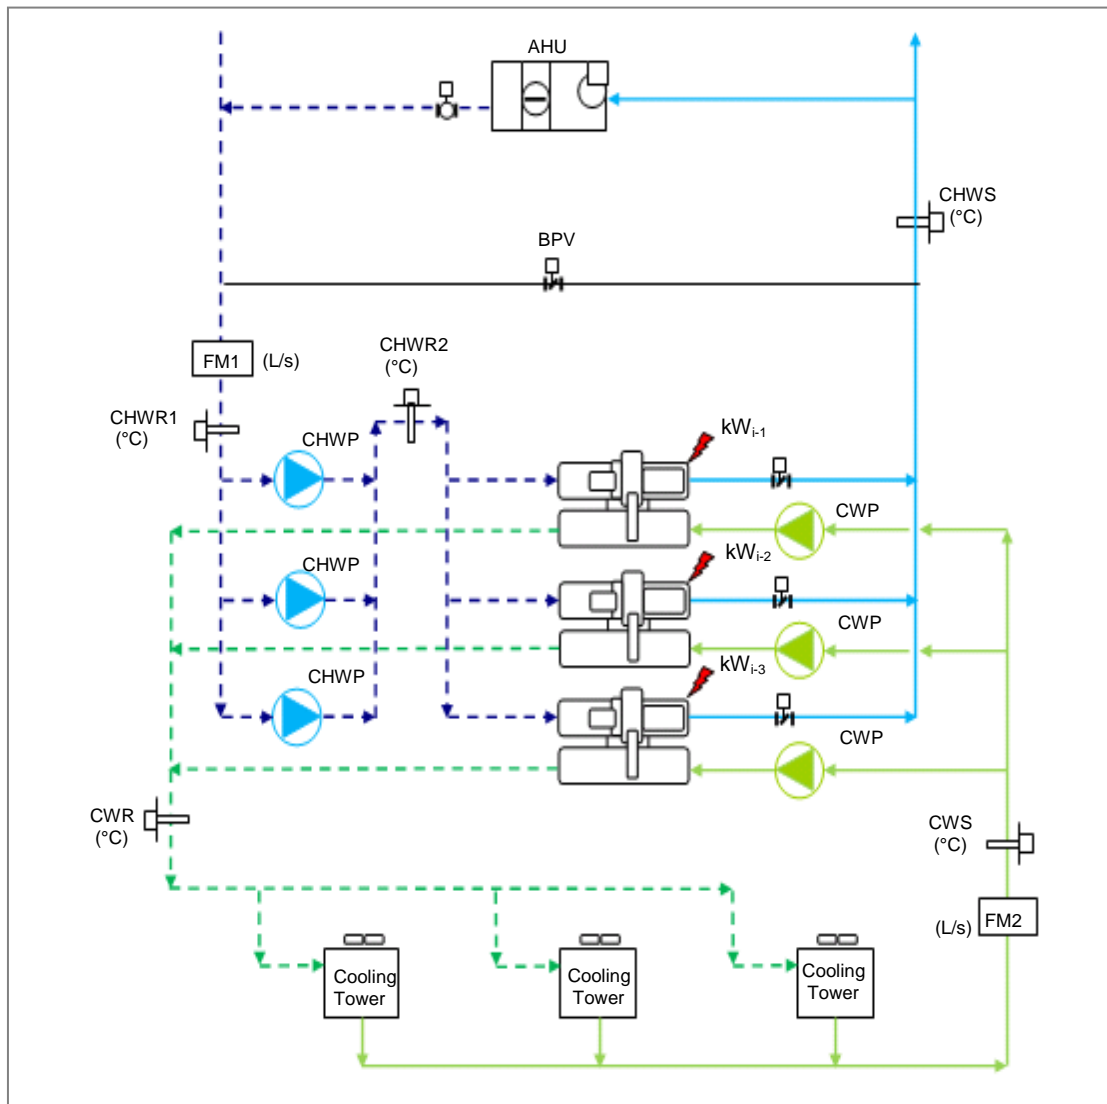 AHU
CHWS
(°C)
BPV
CHWR2
(°C)
FM1
(L/s)
CHWR1
(°C)
CHWP
kWi-1
CWP
CHWP
kWi-2
CWP
CHWP
kWi-3
CWP
CWR
(°C)
CWS
(°C)
(L/s)
FM2
Cooling
Tower
Cooling
Tower
Cooling
Tower